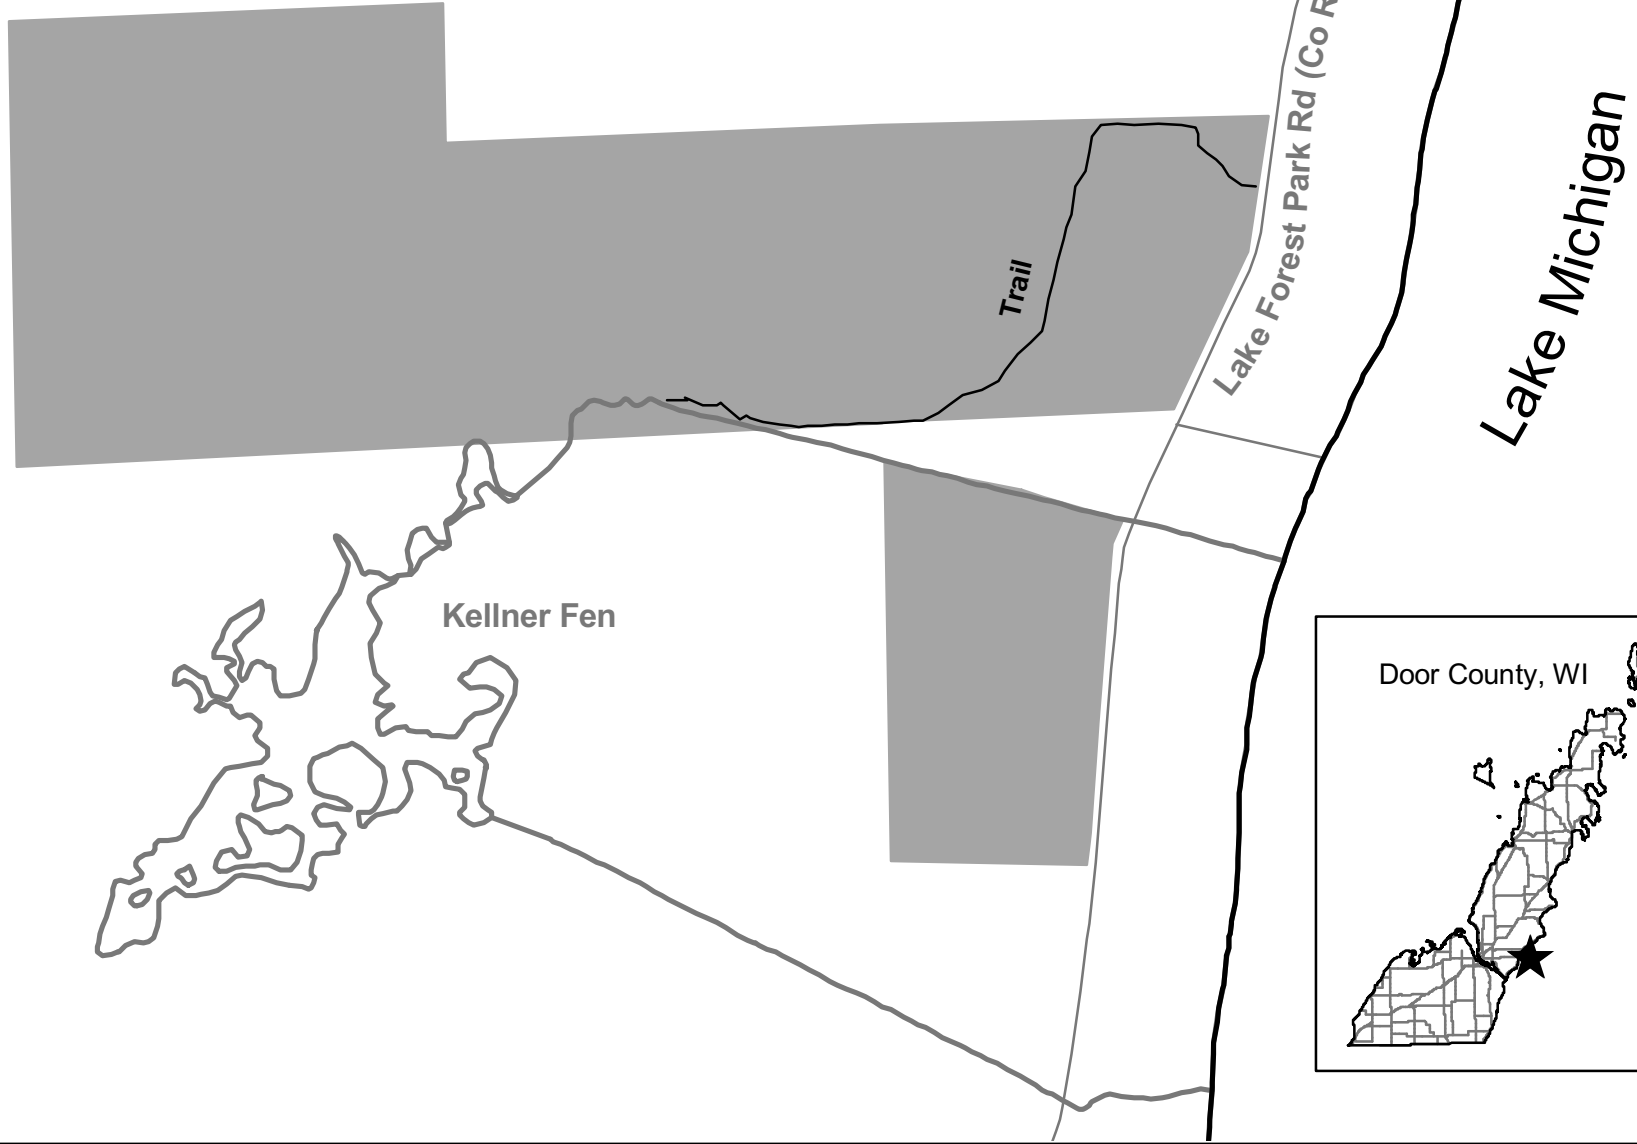 Lake Forest Park Rd (Co R
Lake Michigan
Trail
Kellner Fen
Door County, WI